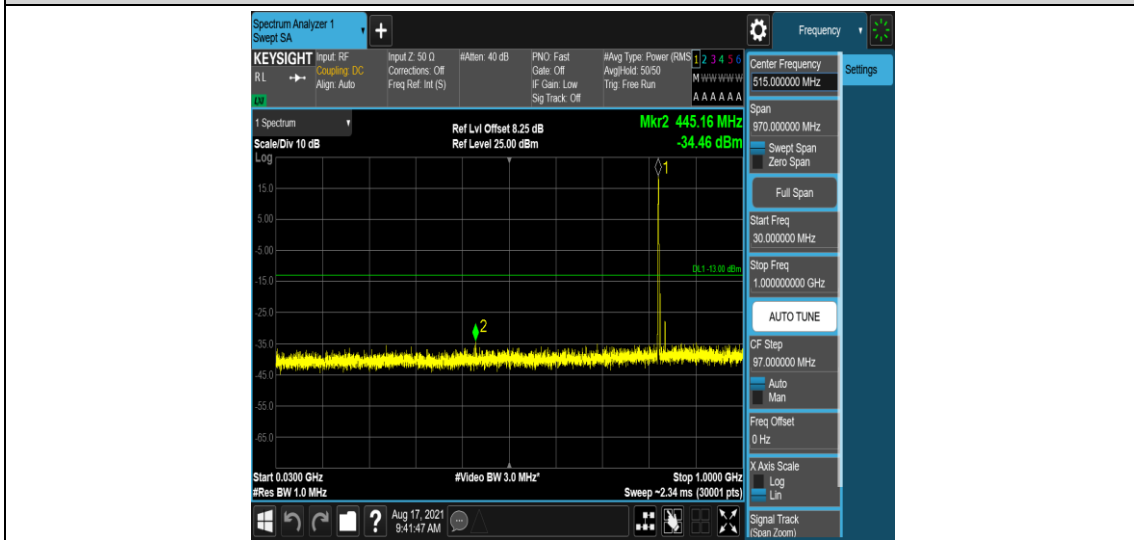 Spectrum Analyzer 1
Swept SA
Frequency
KEYSIGHT
RL
Input: RF
Coupling: DC
Align: Auto
Input Z: 50 Ω
Corrections: Off
Freq Ref: Int (S)
#Atten: 40 dB
PNO: Fast
Gate: Off
IF Gain: Low
Sig Track: Off
#Avg Type: Power (RMS
Avg|Hold: 50/50
Trig: Free Run
1 2 3 4 5 6
M W W W W W
A A A A A A
1 Spectrum
Scale/Div 10 dB
Ref Lvl Offset 8.25 dB
Ref Level 25.00 dBm
Mkr2 445.16 MHz
-34.46 dBm
Log
15.0
5.00
-5.00
-15.0
-25.0
-35.0
-45.0
-55.0
-65.0
1
DL1 -13.00 dBm
2
Start 0.0300 GHz
#Res BW 1.0 MHz
#Video BW 3.0 MHz*
Stop 1.0000 GHz
Sweep ~2.34 ms (30001 pts)
Aug 17, 2021
9:41:47 AM
Center Frequency
515.000000 MHz
Settings
Span
970.000000 MHz
Swept Span
Zero Span
Full Span
Start Freq
30.000000 MHz
Stop Freq
1.000000000 GHz
AUTO TUNE
CF Step
97.000000 MHz
Auto
Man
Freq Offset
0 Hz
X Axis Scale
Log
Lin
Signal Track
(Span Zoom)